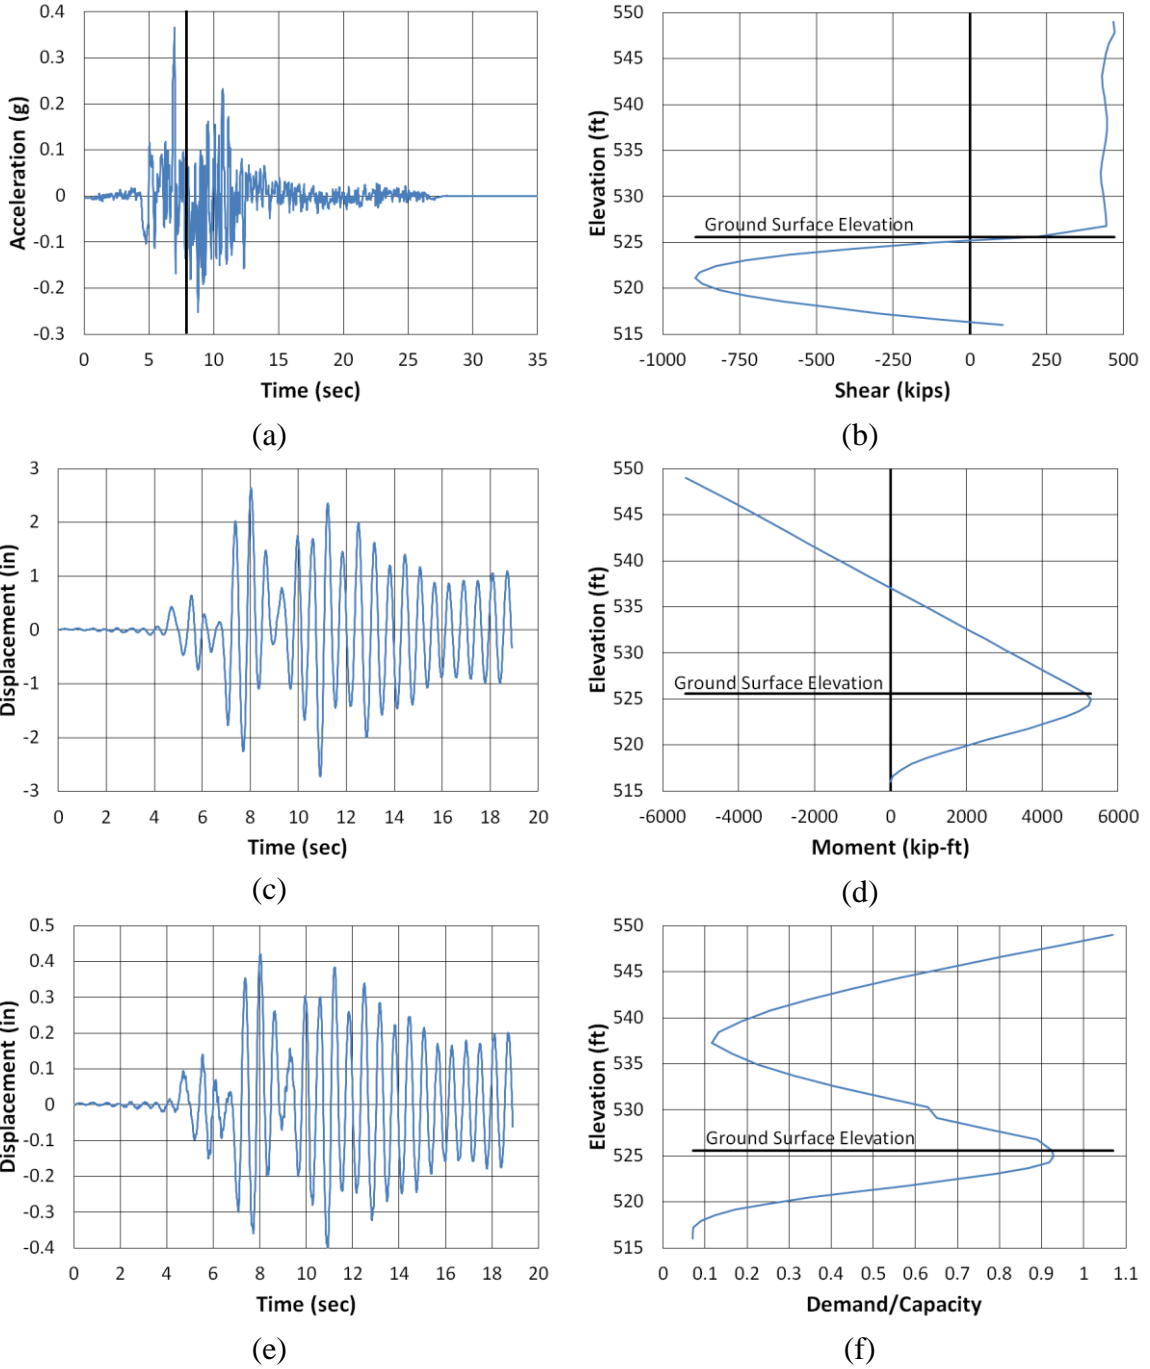 0.4
0.3
0.2
0.1
0
-0.1
-0.2
-0.3
Acceleration (g)
0 5 10 15 20 25 30 35
Time (sec)
(a)
550
545
540
535
530
525
520
515
Elevation (ft)
Ground Surface Elevation
-1000 -750 -500 -250 0 250 500
Shear (kips)
(b)
3
2
1
0
-1
-2
-3
Displacement (in)
0 2 4 6 8 10 12 14 16 18 20
Time (sec)
(c)
550
545
540
535
530
525
520
515
Elevation (ft)
Ground Surface Elevation
-6000 -4000 -2000 0 2000 4000 6000
Moment (kip-ft)
(d)
0.5
0.4
0.3
0.2
0.1
0
-0.1
-0.2
-0.3
-0.4
Displacement (in)
0 2 4 6 8 10 12 14 16 18 20
Time (sec)
(e)
550
545
540
535
530
525
520
515
Elevation (ft)
Ground Surface Elevation
0 0.1 0.2 0.3 0.4 0.5 0.6 0.7 0.8 0.9 1 1.1
Demand/Capacity
(f)